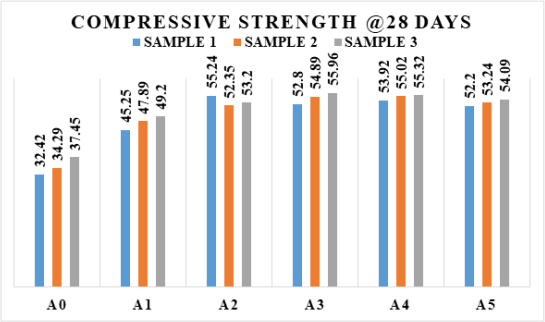 COMPRESSIVE STRENGTH @28 DAYS
SAMPLE 1 SAMPLE 2 SAMPLE 3
32.42 34.29 37.45 45.25 47.89 49.2 55.24 52.35 53.2 52.8 54.89 55.96 53.92 55.02 55.32 52.2 53.24 54.09
A0 A1 A2 A3 A4 A5